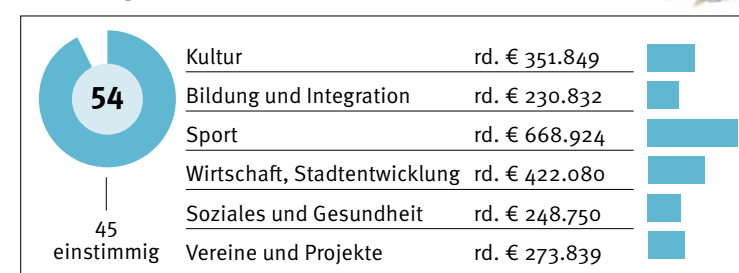 54
45
einstimmig
Kultur rd. € 351.849
Bildung und Integration rd. € 230.832
Sport rd. € 668.924
Wirtschaft, Stadtentwicklung rd. € 422.080
Soziales und Gesundheit rd. € 248.750
Vereine und Projekte rd. € 273.839